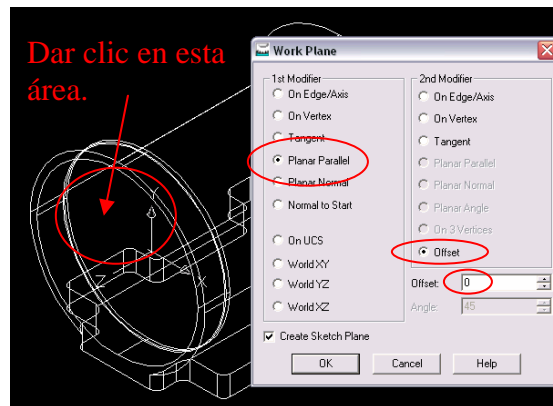 Dar clic en esta
área.
Work Plane
1st Modifier
On Edge/Axis
On Vertex
Tangent
Planar Parallel
Planar Normal
Normal to Start
On UCS
World XY
World YZ
World XZ
2nd Modifier
On Edge/Axis
On Vertex
Tangent
Planar Parallel
Planar Normal
Planar Angle
On 3 Vertices
Offset
Offset: 0
Angle: 45
Create Sketch Plane
OK Cancel Help
Y
Z
X